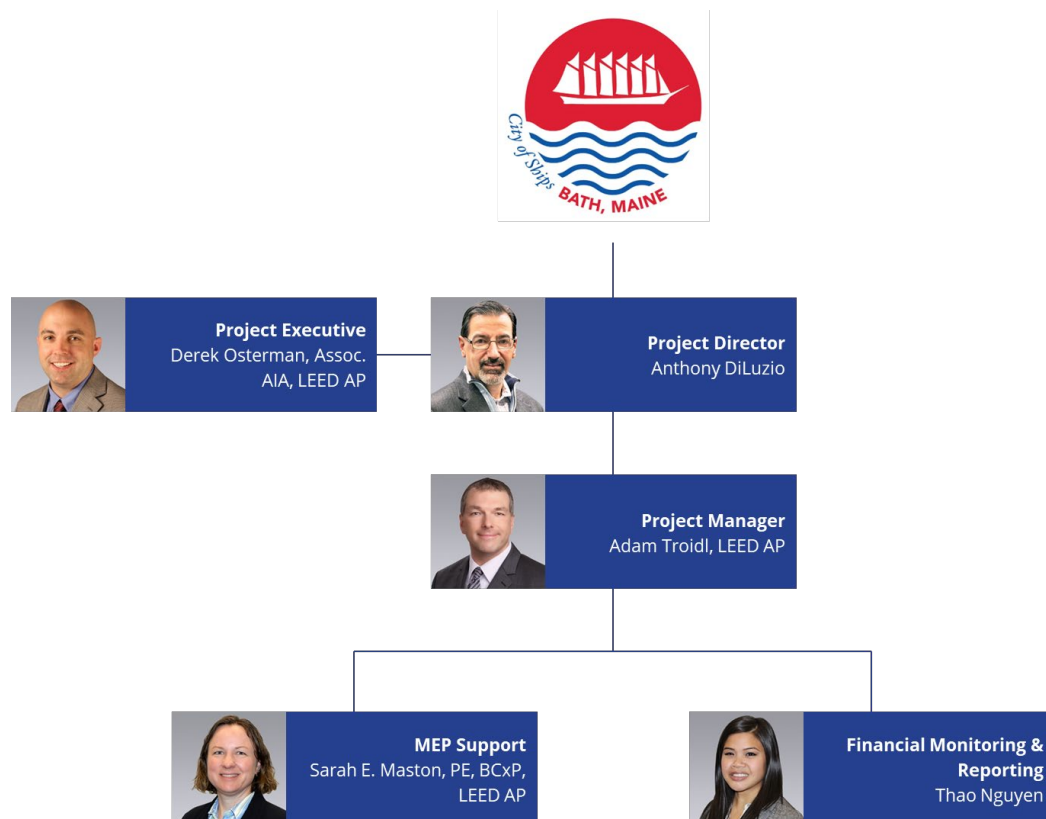 City of Ships
BATH, MAINE
Project Executive
Derek Osterman, Assoc.
AIA, LEED AP
Project Director
Anthony DiLuzio
Project Manager
Adam Troidl, LEED AP
MEP Support
Sarah E. Maston, PE, BCxP,
LEED AP
Financial Monitoring &
Reporting
Thao Nguyen